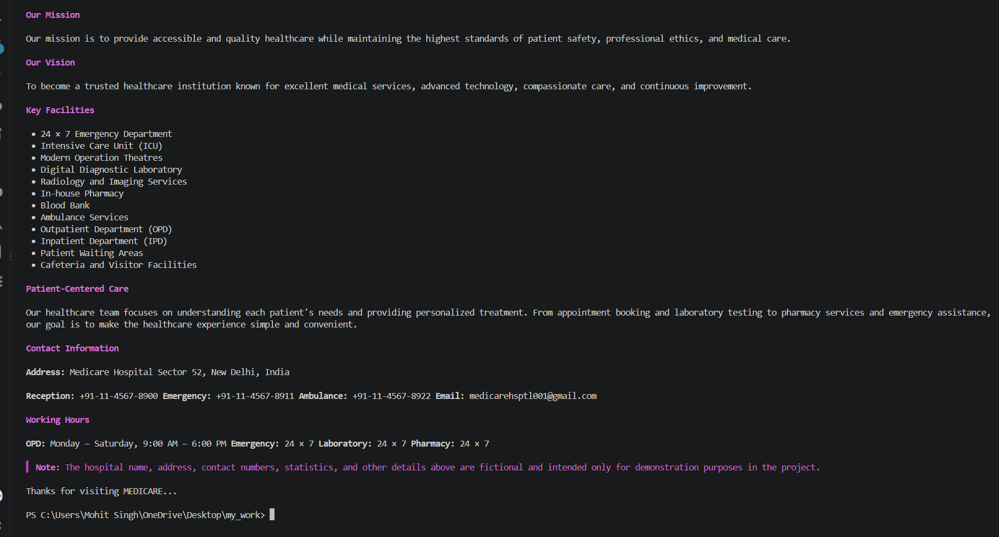 Our Mission
Our mission is to provide accessible and quality healthcare while maintaining the highest standards of patient safety, professional ethics, and medical care.
Our Vision
To become a trusted healthcare institution known for excellent medical services, advanced technology, compassionate care, and continuous improvement.
Key Facilities
• 24 × 7 Emergency Department
• Intensive Care Unit (ICU)
• Modern Operation Theatres
• Digital Diagnostic Laboratory
• Radiology and Imaging Services
• In-house Pharmacy
• Blood Bank
• Ambulance Services
• Outpatient Department (OPD)
• Inpatient Department (IPD)
• Patient Waiting Areas
• Cafeteria and Visitor Facilities
Patient-Centered Care
Our healthcare team focuses on understanding each patient's needs and providing personalized treatment. From appointment booking and laboratory testing to pharmacy services and emergency assistance,
our goal is to make the healthcare experience simple and convenient.
Contact Information
Address: Medicare Hospital Sector 52, New Delhi, India
Reception: +91-11-4567-8900 Emergency: +91-11-4567-8911 Ambulance: +91-11-4567-8922 Email: medicarehsptl001@gmail.com
Working Hours
OPD: Monday – Saturday, 9:00 AM – 6:00 PM Emergency: 24 × 7 Laboratory: 24 × 7 Pharmacy: 24 × 7
Note: The hospital name, address, contact numbers, statistics, and other details above are fictional and intended only for demonstration purposes in the project.
Thanks for visiting MEDICARE...
PS C:\Users\Mohit Singh\OneDrive\Desktop\my_work>